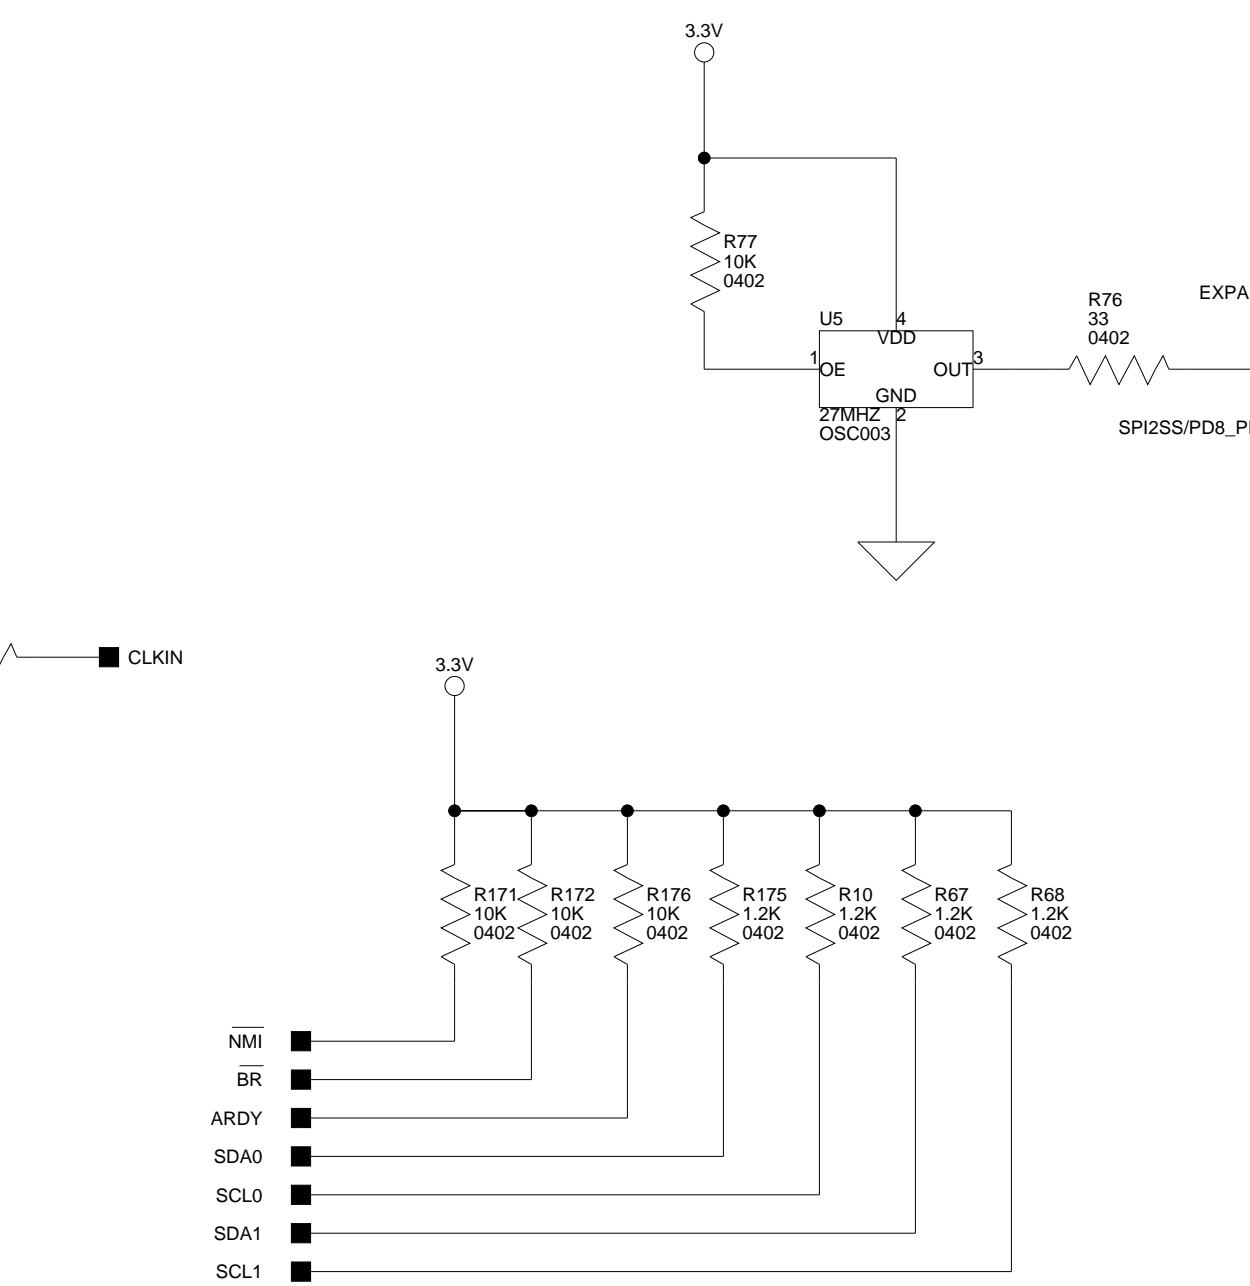 3.3V
R77
10K
0402
EXPA
R76
33
0402
U5
4
VDD
1
OE
OUT
3
GND
27MHZ
2
OSC003
SPI2SS/PD8_P
CLKIN
3.3V
R171
10K
0402
R172
10K
0402
R176
10K
0402
R175
1.2K
0402
R10
1.2K
0402
R67
1.2K
0402
R68
1.2K
0402
NMI
BR
ARDY
SDA0
SCL0
SDA1
SCL1